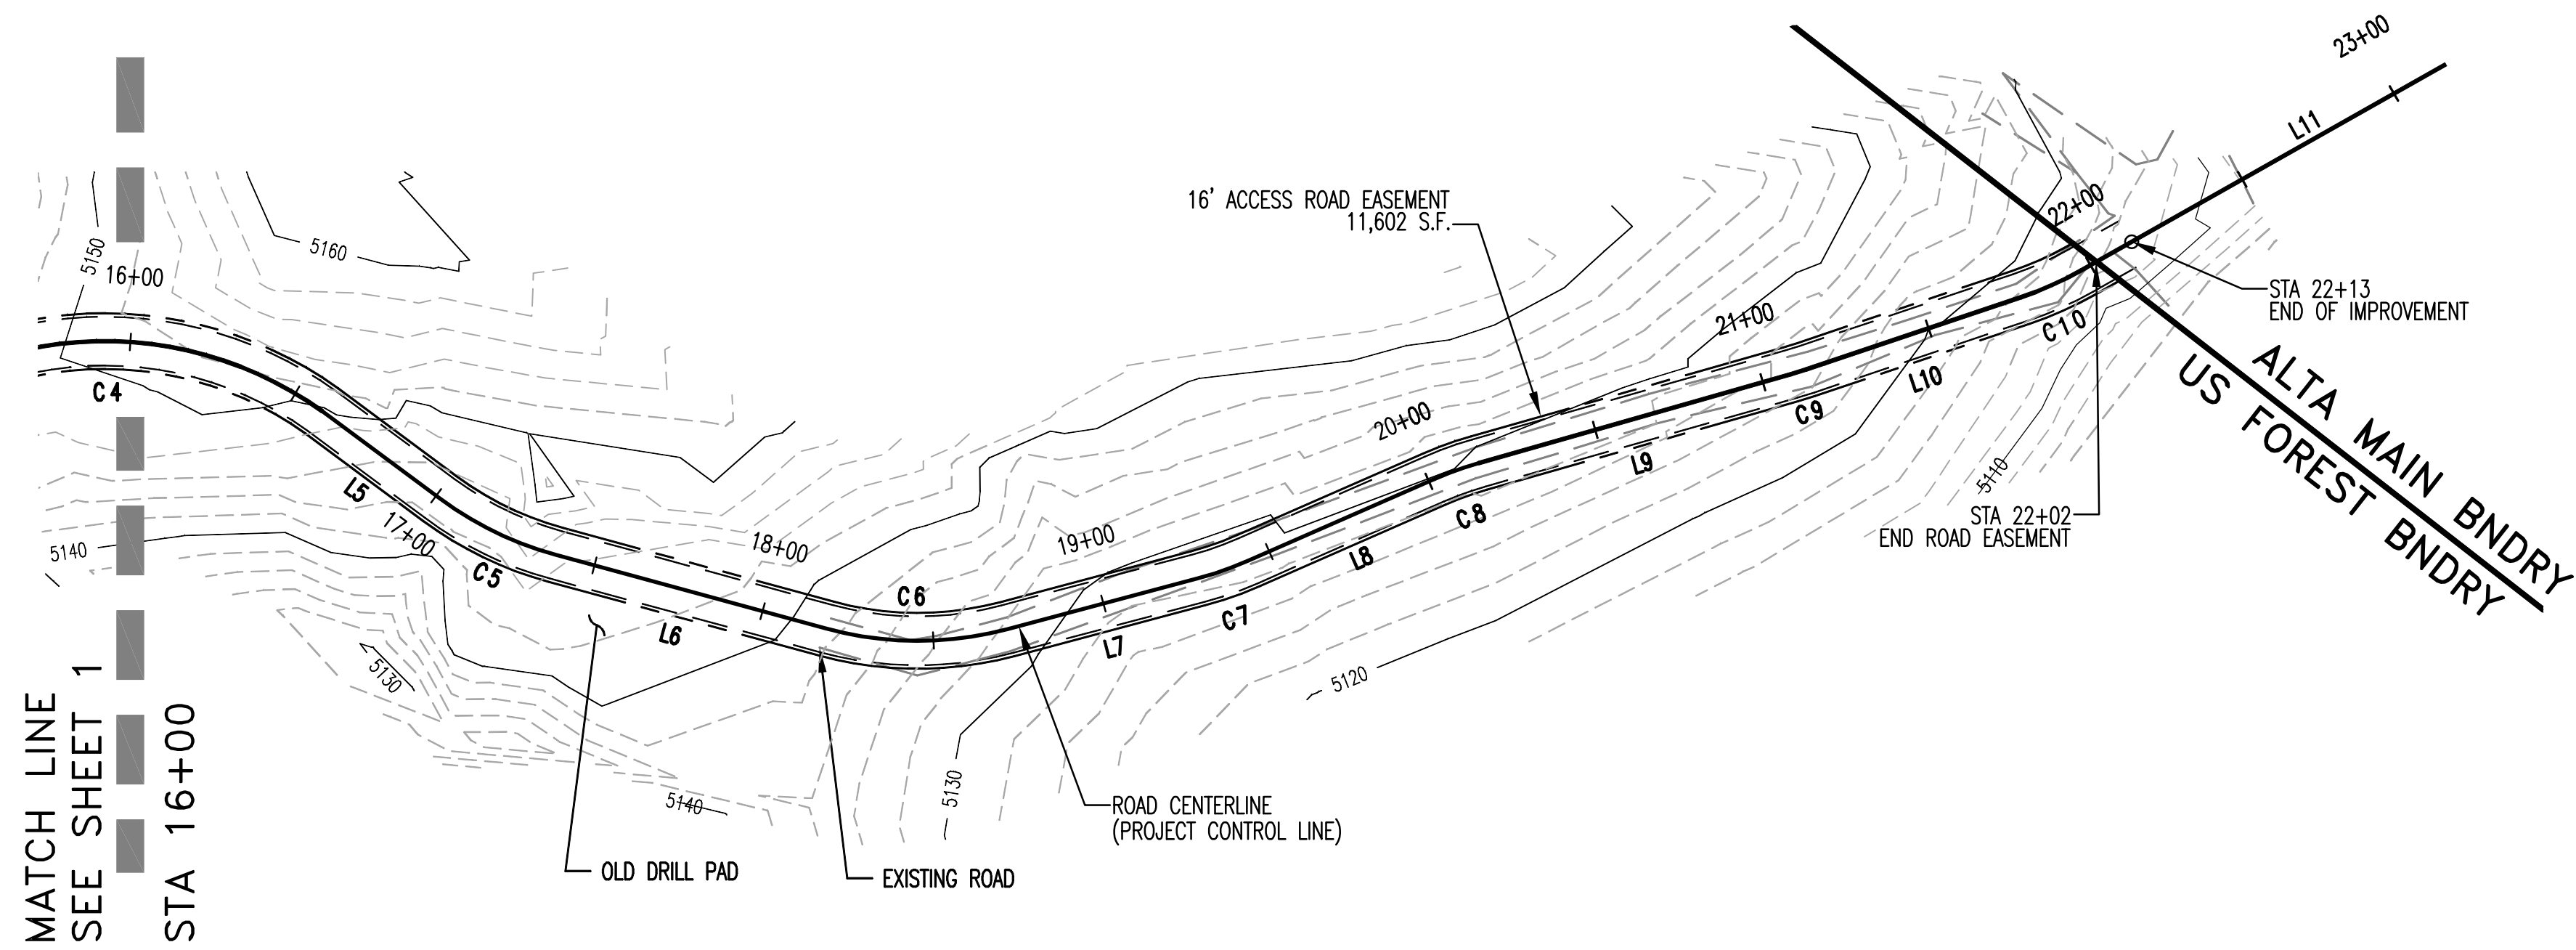 23+00
L11
22+00
16' ACCESS ROAD EASEMENT
11,602 S.F.
5150
5160
16+00
STA 22+13
END OF IMPROVEMENT
21+00
C10
C4
L10
C9
ALTA MAIN BNDRY
US FOREST BNDRY
20+00
L9
5110
L5
C8
STA 22+02
END ROAD EASEMENT
17+00
18+00
19+00
5140
C5
C6
L8
L6
C7
L7
5130
5120
MATCH LINE
SEE SHEET 1
STA 16+00
5140
5130
ROAD CENTERLINE
(PROJECT CONTROL LINE)
OLD DRILL PAD
EXISTING ROAD